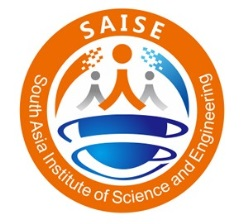 SAISE
South Asia Institute of Science and Engineering